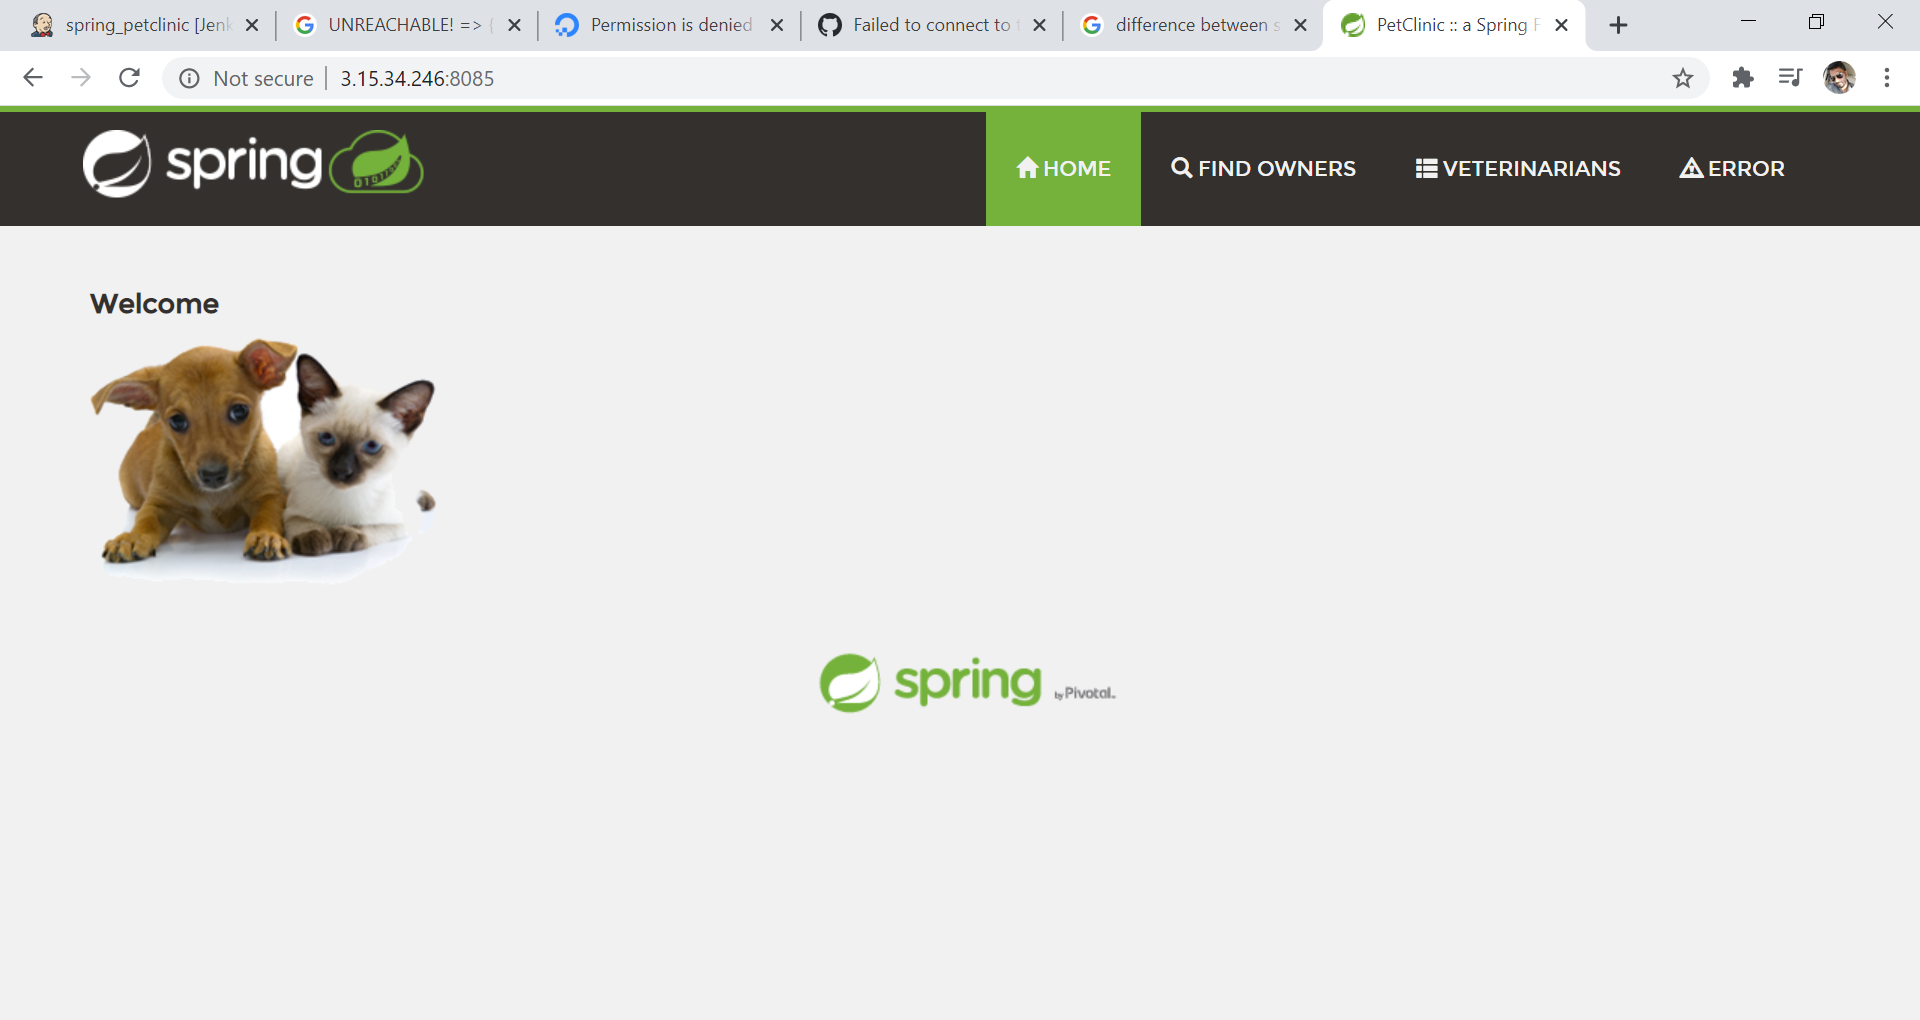 spring_petclinic [Jenk
UNREACHABLE! => {
Permission is denied
Failed to connect to t
difference between s
PetClinic :: a Spring F
Not secure
3.15.34.246:8085
spring
HOME
FIND OWNERS
VETERINARIANS
ERROR
Welcome
spring by Pivotal